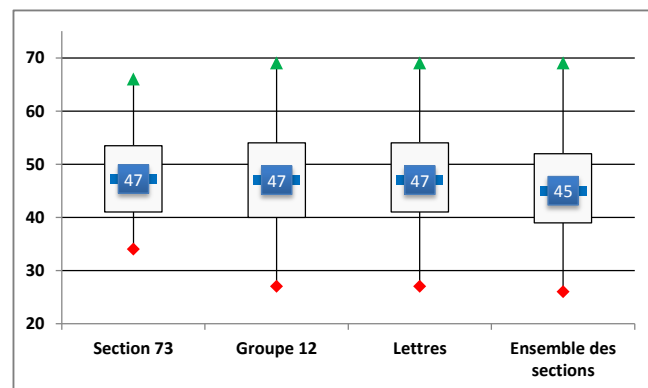 70
60
50
40
30
20
47
47
47
45
Section 73
Groupe 12
Lettres
Ensemble des
sections